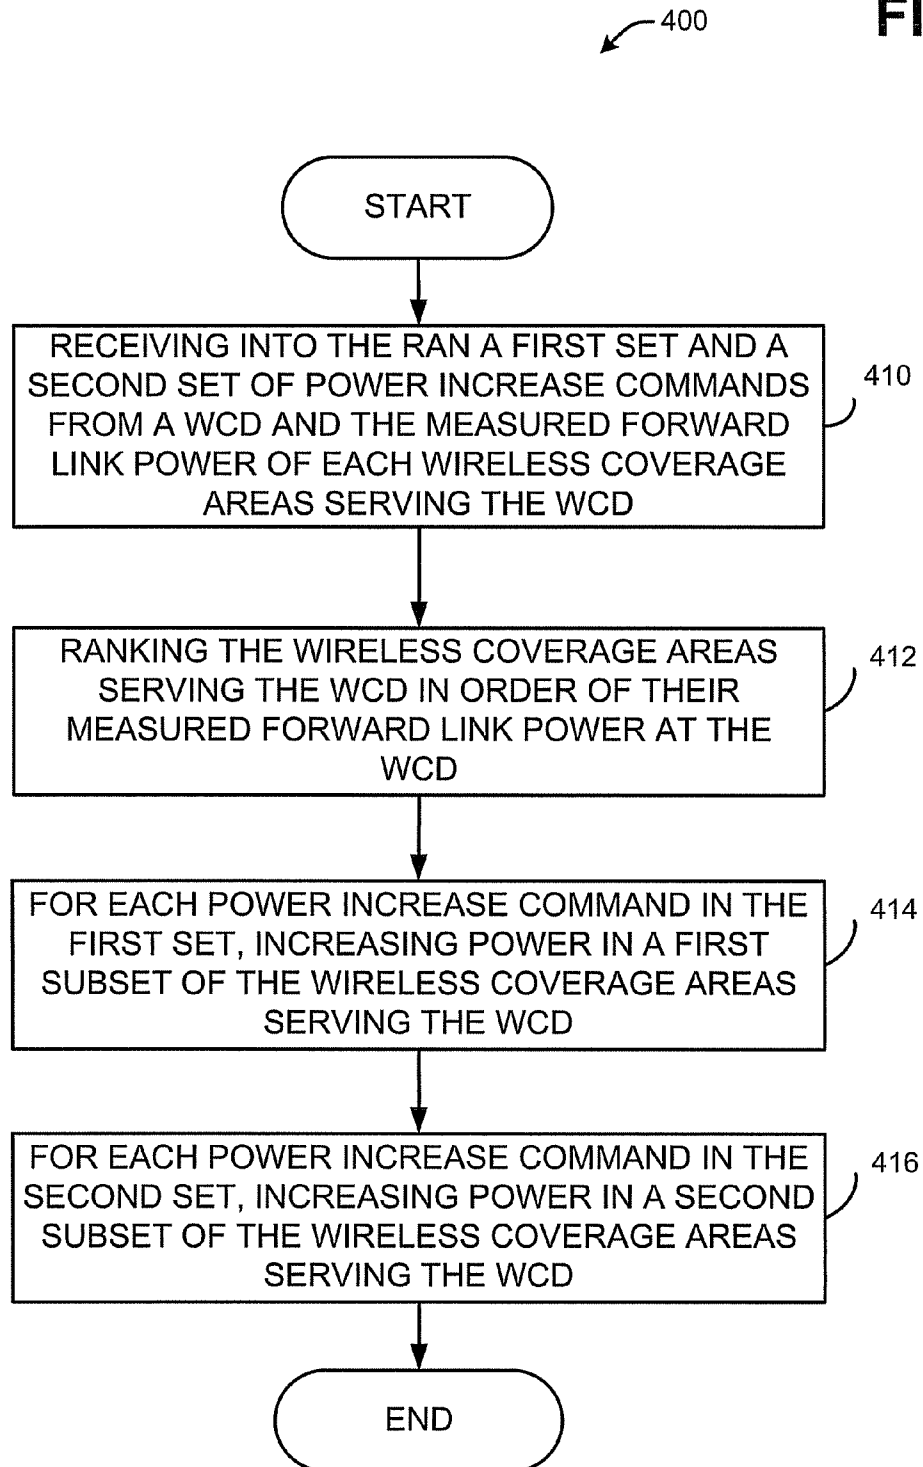 400
START
RECEIVING INTO THE RAN A FIRST SET AND A
SECOND SET OF POWER INCREASE COMMANDS
FROM A WCD AND THE MEASURED FORWARD
LINK POWER OF EACH WIRELESS COVERAGE
AREAS SERVING THE WCD
410
RANKING THE WIRELESS COVERAGE AREAS
SERVING THE WCD IN ORDER OF THEIR
MEASURED FORWARD LINK POWER AT THE
WCD
412
FOR EACH POWER INCREASE COMMAND IN THE
FIRST SET, INCREASING POWER IN A FIRST
SUBSET OF THE WIRELESS COVERAGE AREAS
SERVING THE WCD
414
FOR EACH POWER INCREASE COMMAND IN THE
SECOND SET, INCREASING POWER IN A SECOND
SUBSET OF THE WIRELESS COVERAGE AREAS
SERVING THE WCD
416
END